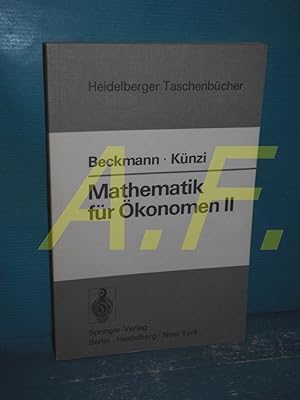 Heidelberger Taschenbücher
Beckmann · Künzi
Mathematik
für Ökonomen II
A.F.
Springer-Verlag
Berlin · Heidelberg · New York